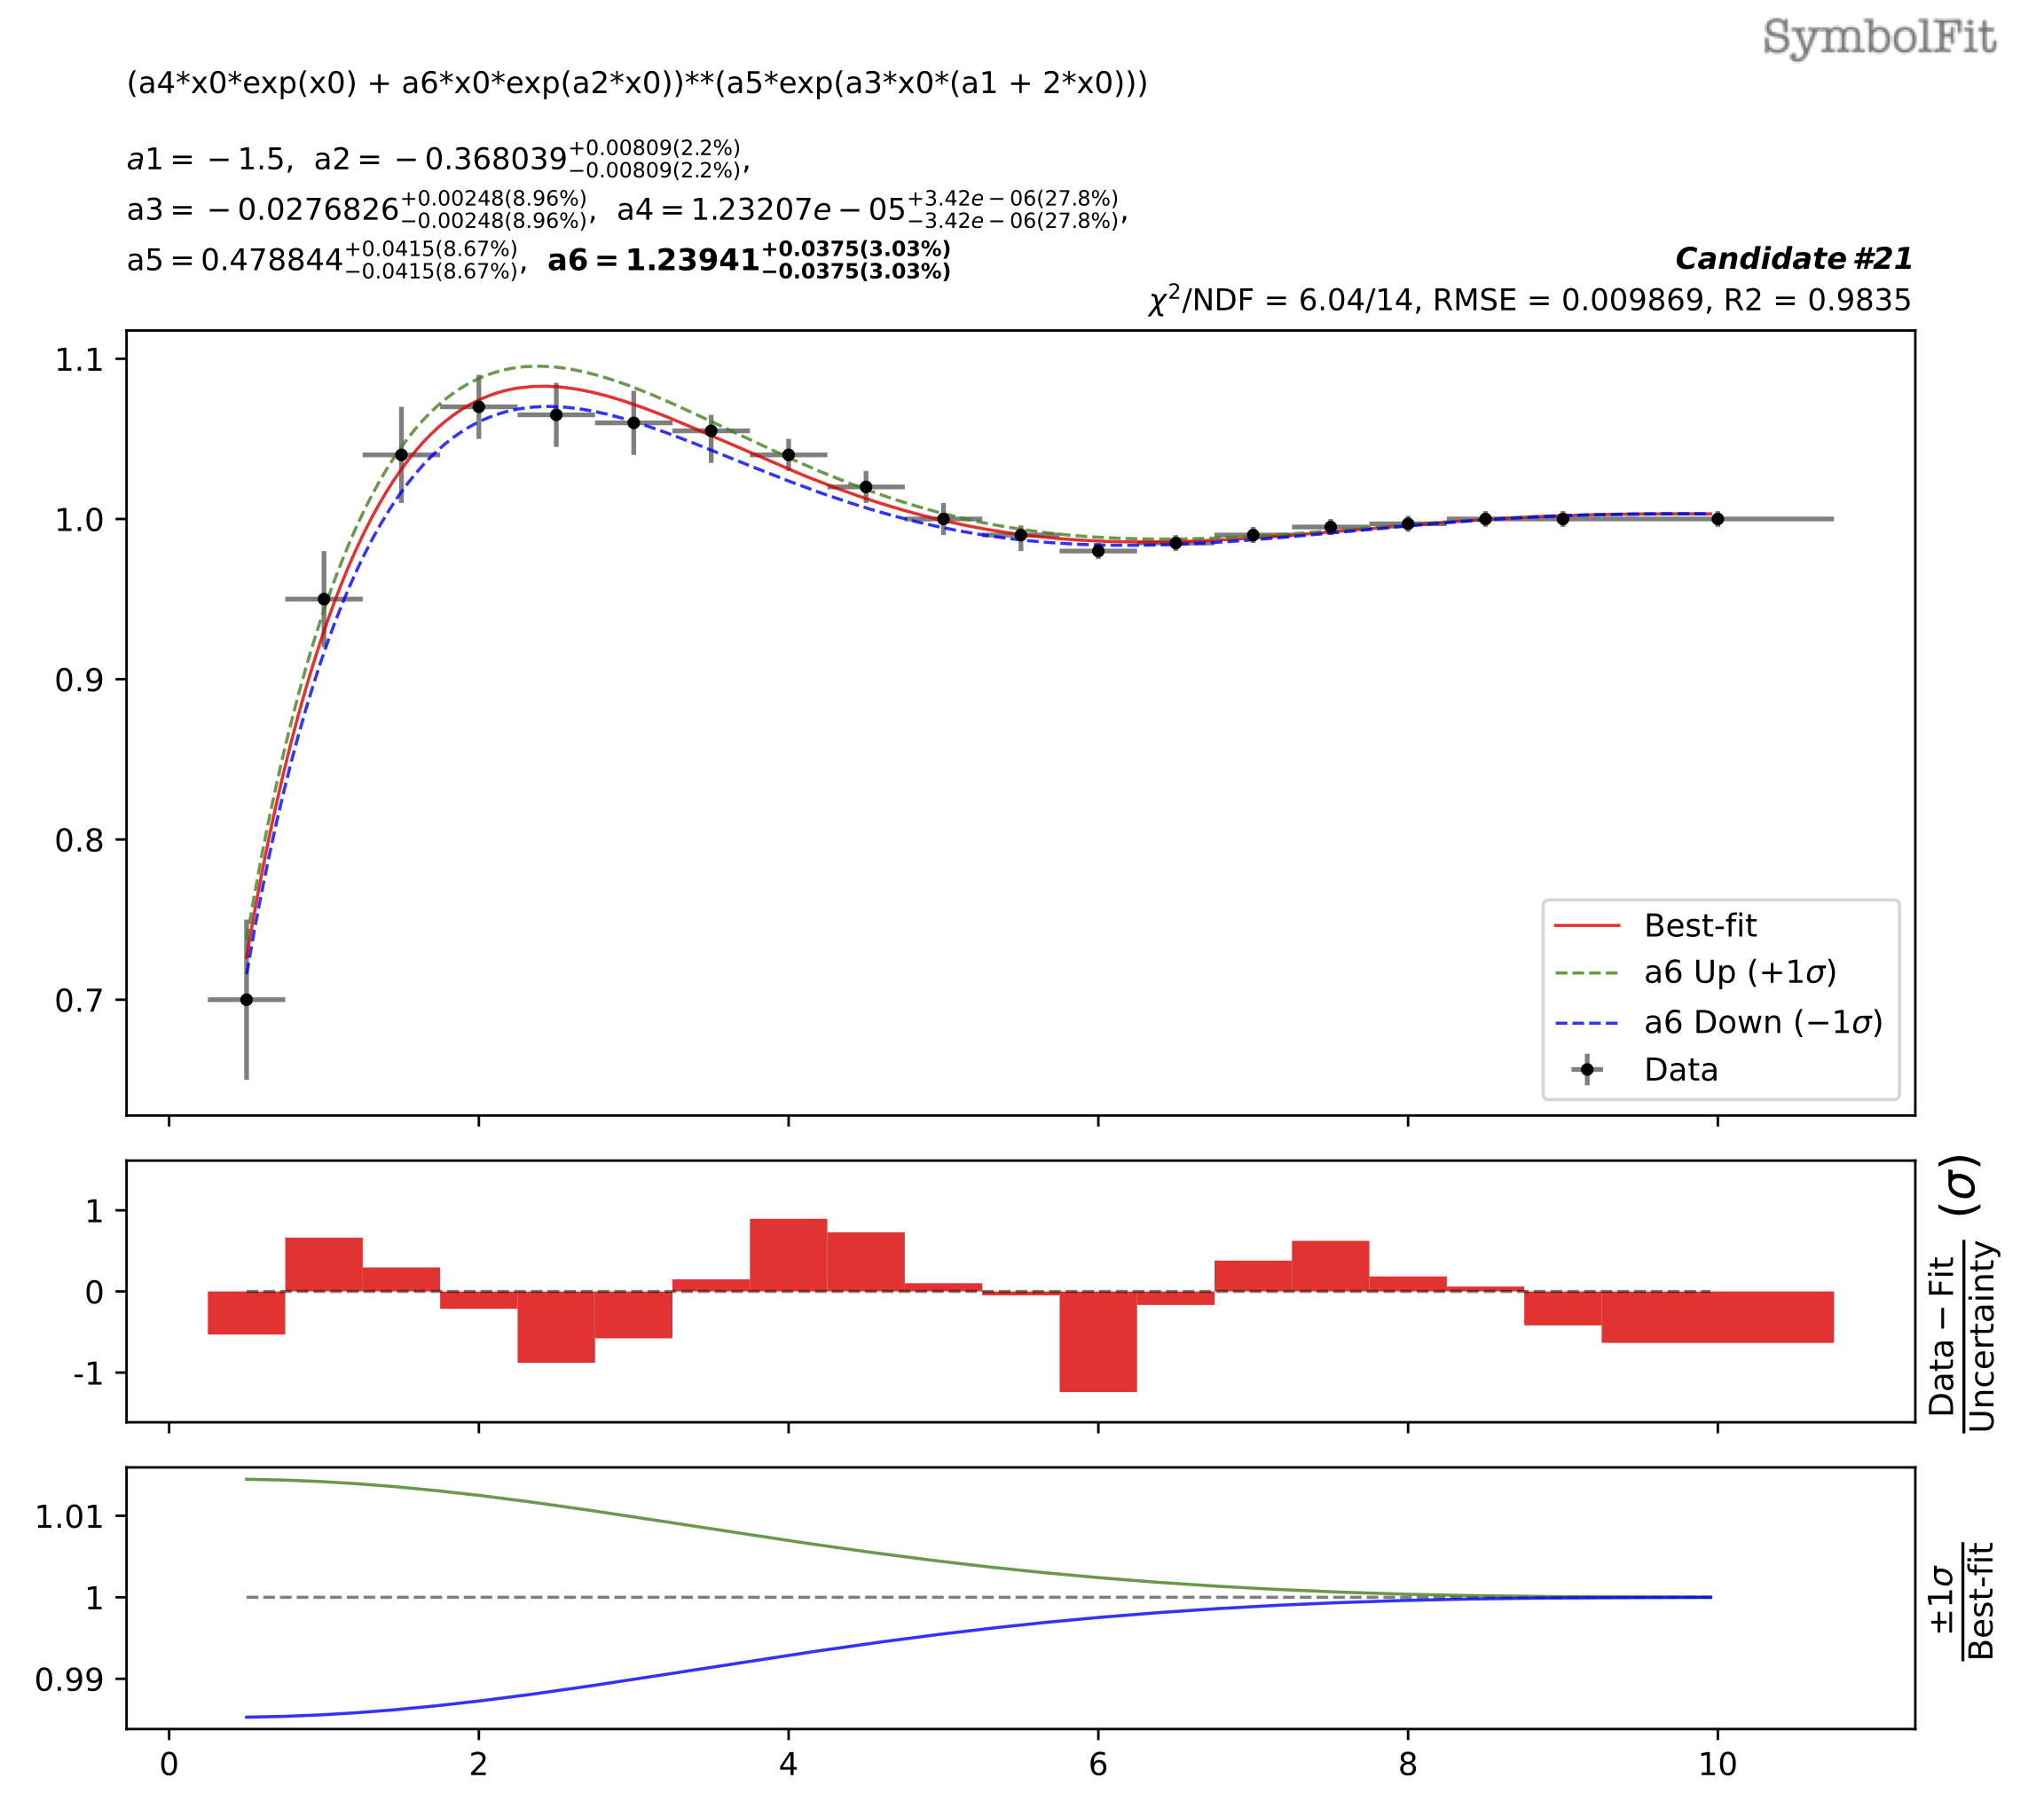 SymbolFit
(a4*x0*exp(x0) + a6*x0*exp(a2*x0))**(a5*exp(a3*x0*(a1 + 2*x0)))
a1 = −1.5, a2 = −0.368039 +0.00809(2.2%) −0.00809(2.2%),
a3 = −0.0276826 +0.00248(8.96%) −0.00248(8.96%), a4 = 1.23207e−05 +3.42e−06(27.8%) −3.42e−06(27.8%),
a5 = 0.478844 +0.0415(8.67%) −0.0415(8.67%), a6 = 1.23941 +0.0375(3.03%) −0.0375(3.03%)
Candidate #21
χ²/NDF = 6.04/14, RMSE = 0.009869, R2 = 0.9835
1.1
1.0
0.9
0.8
0.7
Best-fit
a6 Up (+1σ)
a6 Down (−1σ)
Data
1
0
-1
Data − Fit
Uncertainty
(σ)
1.01
1
0.99
±1σ
Best-fit
0 2 4 6 8 10